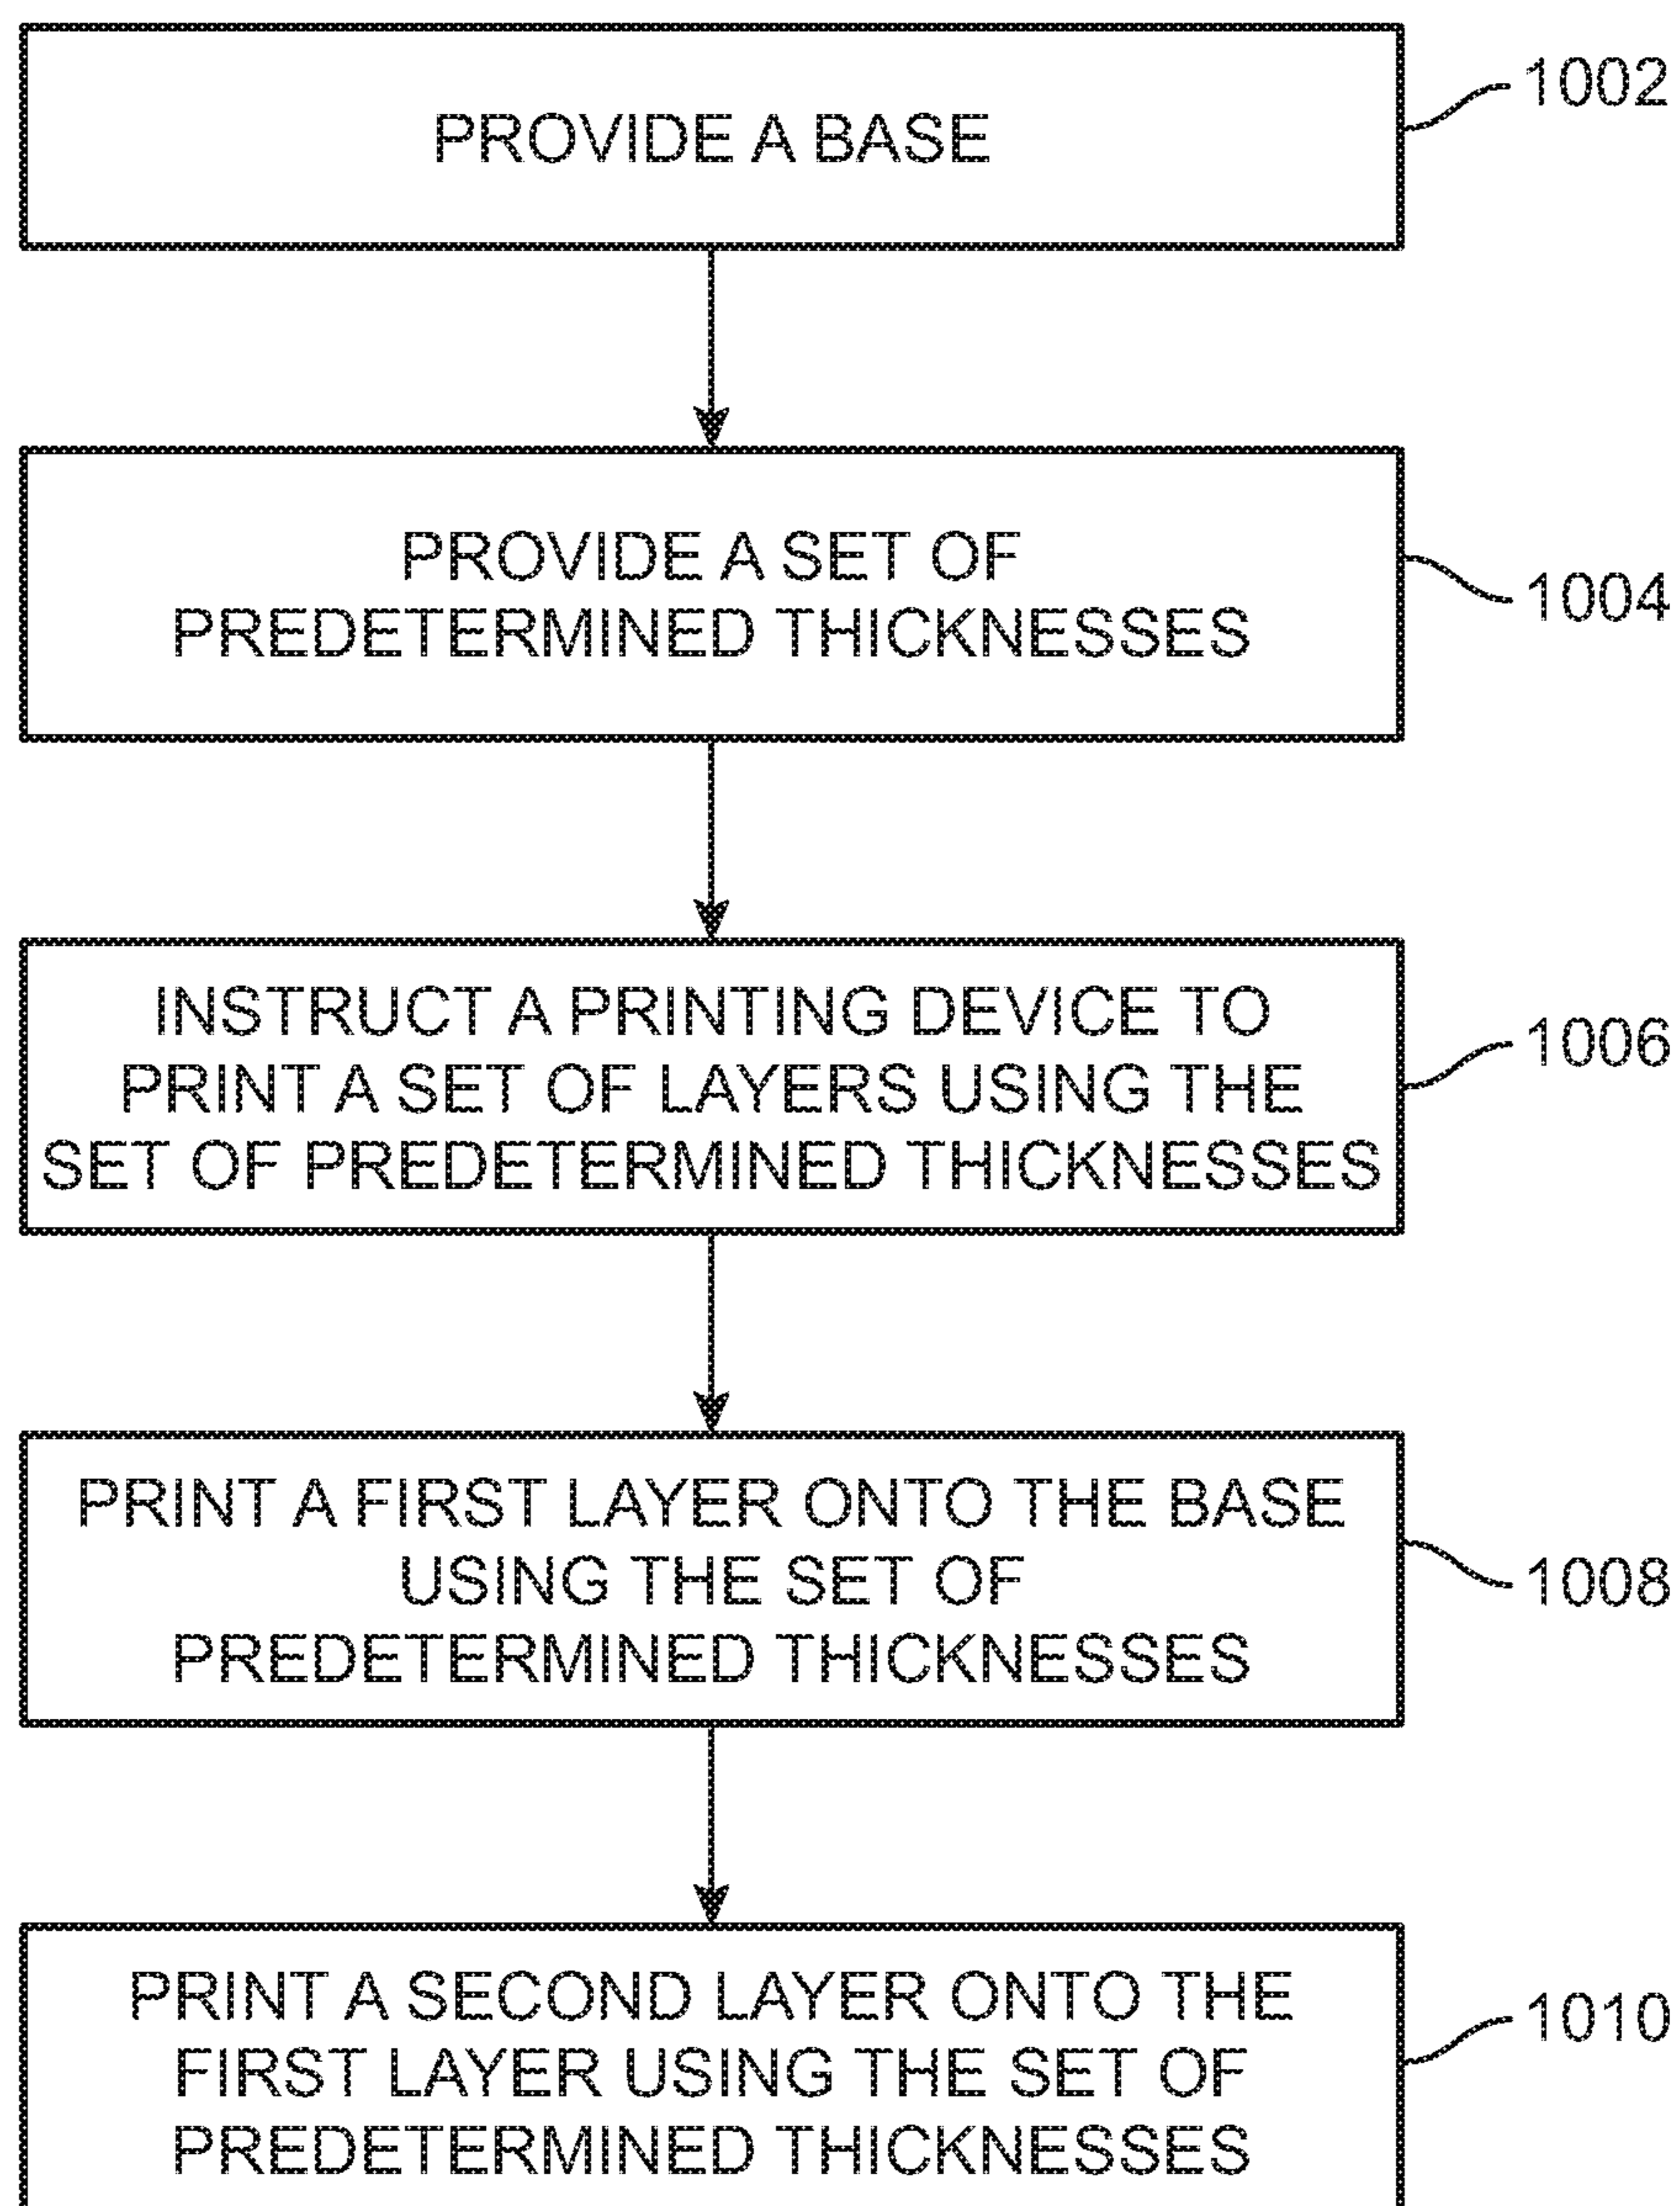 PROVIDE A BASE
1002
PROVIDE A SET OF
PREDETERMINED THICKNESSES
1004
INSTRUCT A PRINTING DEVICE TO
PRINT A SET OF LAYERS USING THE
SET OF PREDETERMINED THICKNESSES
1006
PRINT A FIRST LAYER ONTO THE BASE
USING THE SET OF
PREDETERMINED THICKNESSES
1008
PRINT A SECOND LAYER ONTO THE
FIRST LAYER USING THE SET OF
PREDETERMINED THICKNESSES
1010